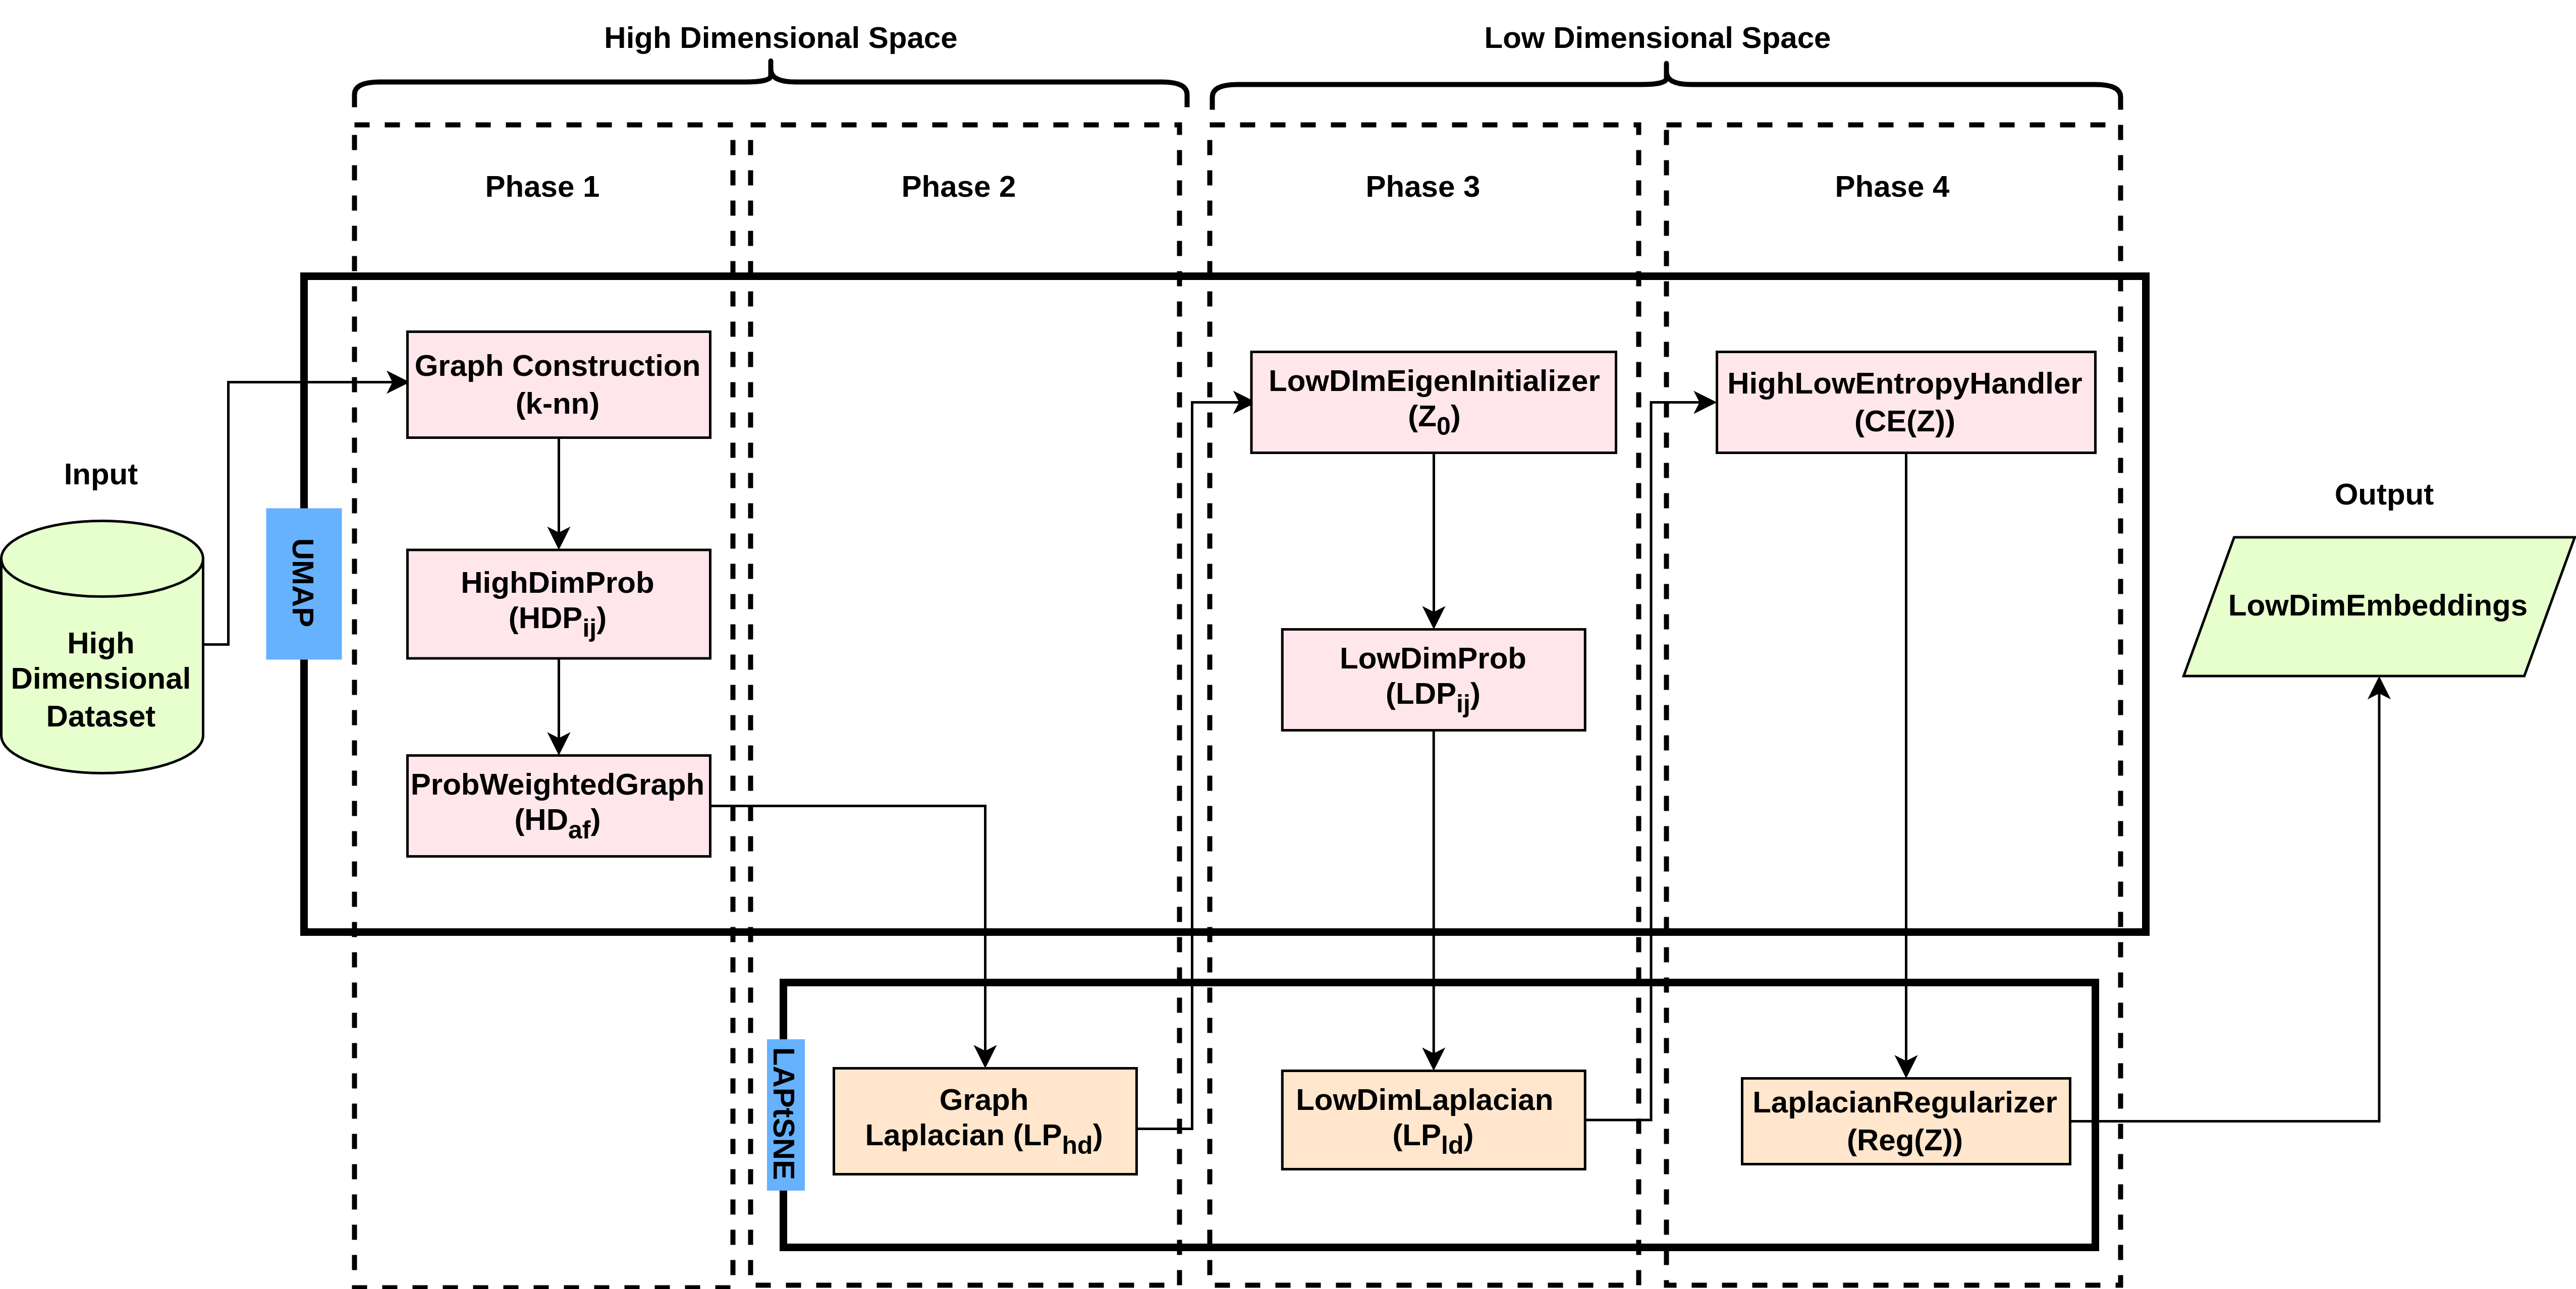 High Dimensional Space
Low Dimensional Space
Phase 1
Phase 2
Phase 3
Phase 4
Input
High
Dimensional
Dataset
UMAP
Graph Construction
(k-nn)
HighDimProb
(HDPij)
ProbWeightedGraph
(HDaf)
LAPtSNE
Graph
Laplacian (LPhd)
LowDImEigenInitializer
(Z0)
LowDimProb
(LDPij)
LowDimLaplacian
(LPld)
HighLowEntropyHandler
(CE(Z))
LaplacianRegularizer
(Reg(Z))
Output
LowDimEmbeddings